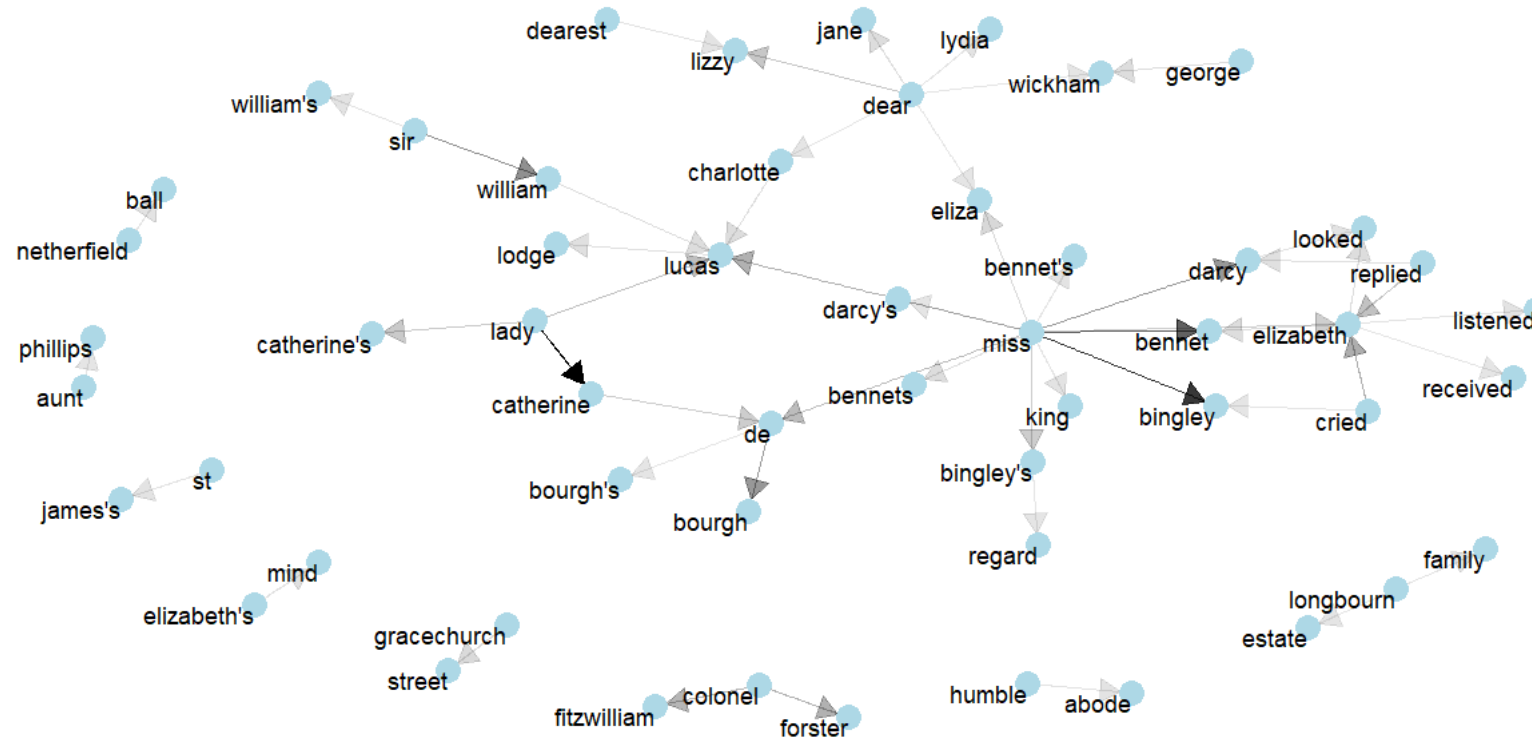 dearest
jane
lydia
lizzy
wickham
george
william's
dear
sir
charlotte
william
ball
eliza
netherfield
lodge
lucas
bennet's
looked
darcy
replied
darcy's
phillips
catherine's
lady
miss
bennet
elizabeth
listened
aunt
catherine
bennets
king
bingley
cried
received
de
bourgh's
bingley's
st
james's
bourgh
regard
mind
family
elizabeth's
longbourn
gracechurch
estate
street
colonel
humble
abode
fitzwilliam
forster